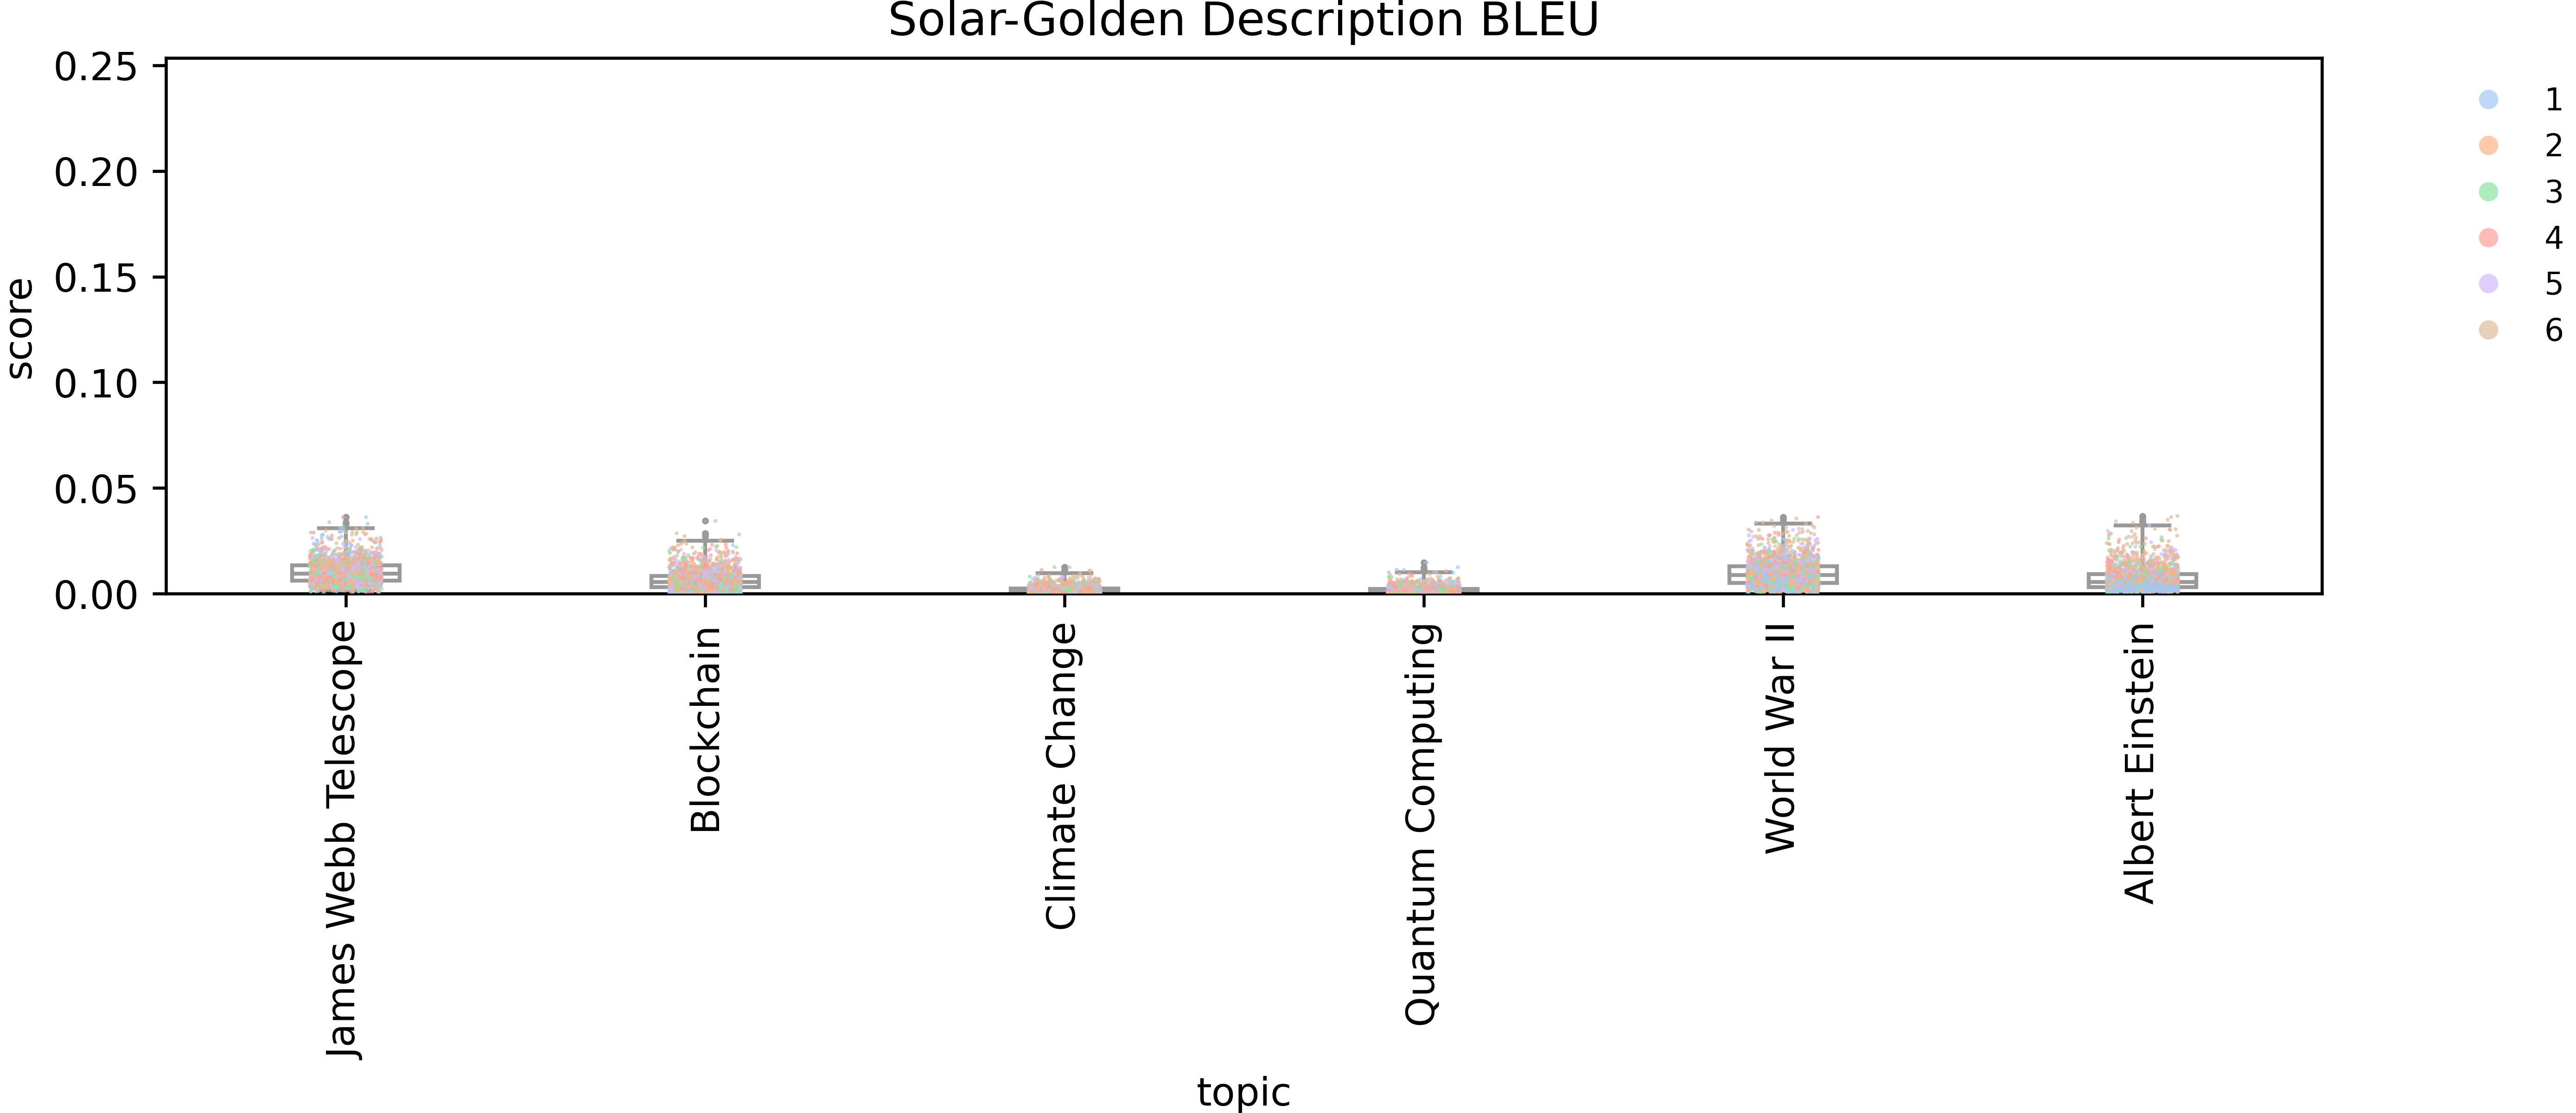 Solar-Golden Description BLEU
score
0.25
0.20
0.15
0.10
0.05
0.00
James Webb Telescope
Blockchain
Climate Change
Quantum Computing
World War II
Albert Einstein
topic
1
2
3
4
5
6